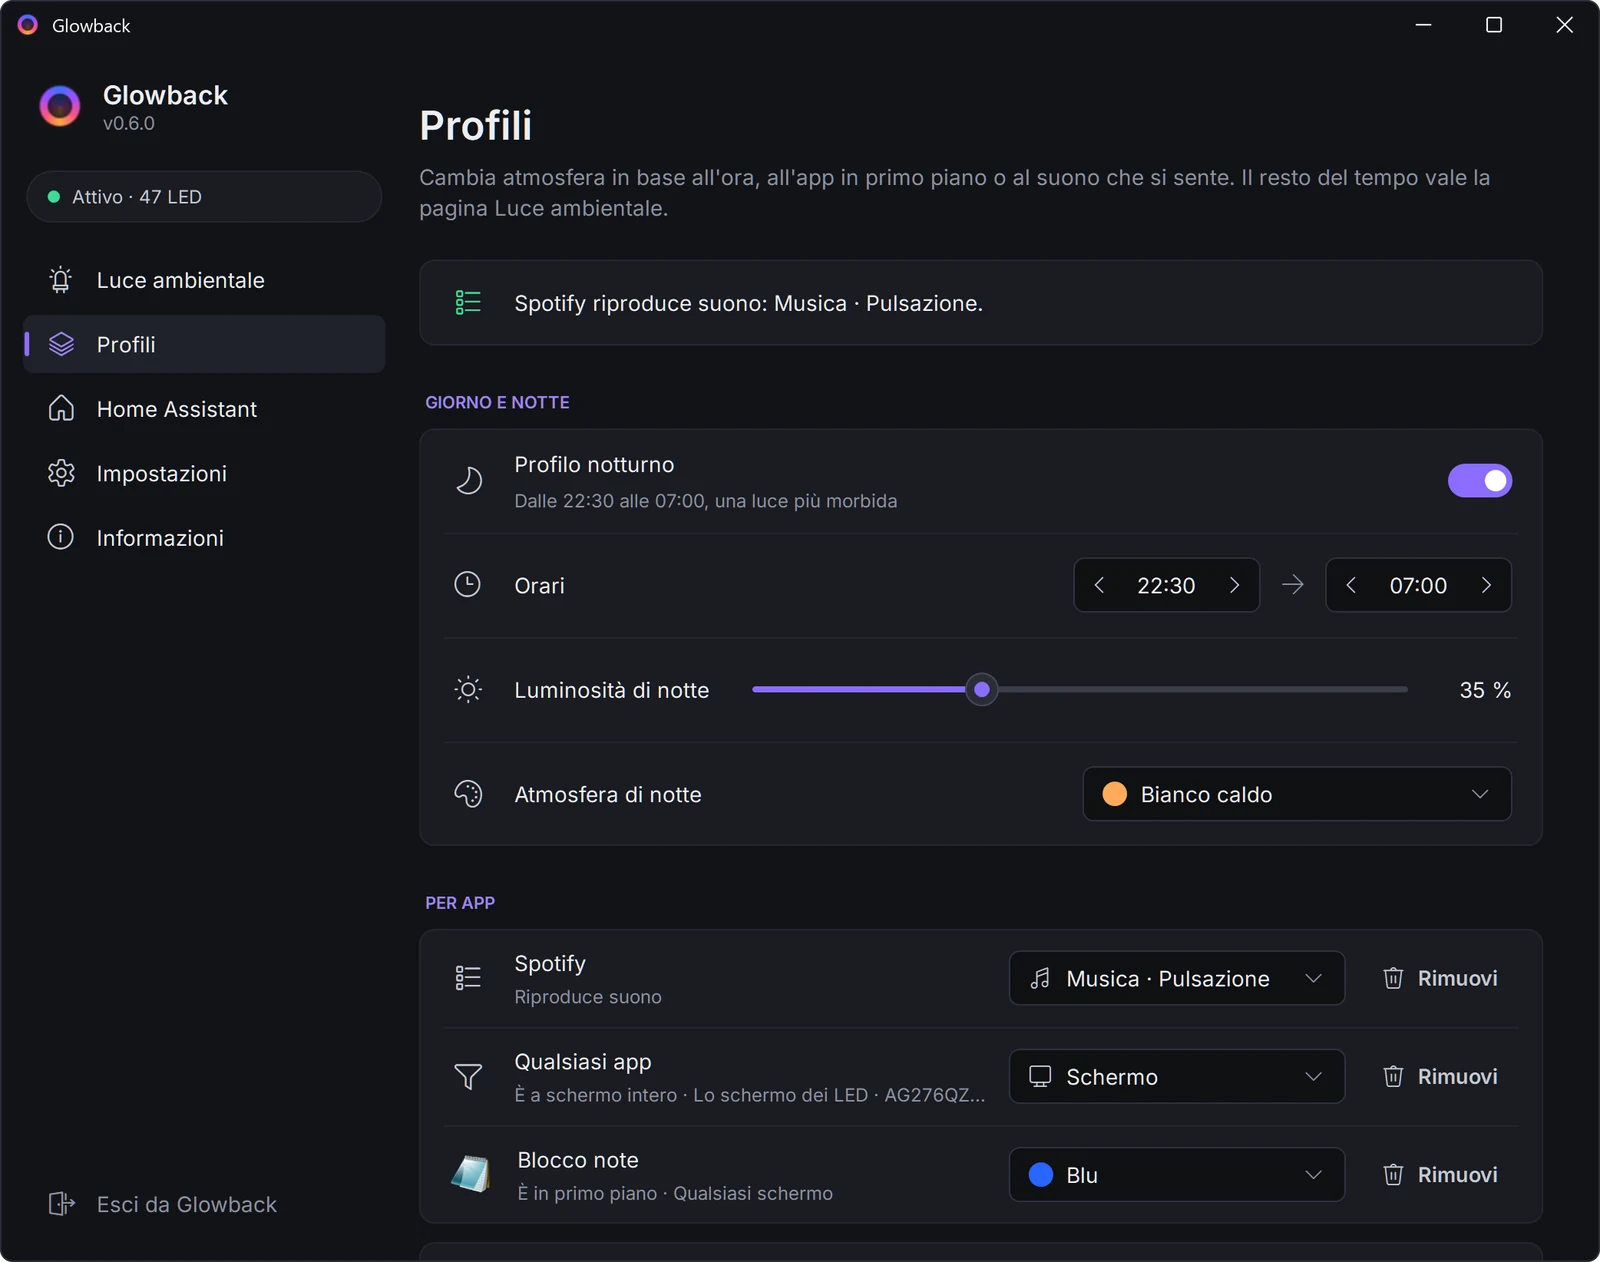 Glowback
Glowback
v0.6.0
Attivo · 47 LED
Luce ambientale
Profili
Home Assistant
Impostazioni
Informazioni
Esci da Glowback
Profili
Cambia atmosfera in base all'ora, all'app in primo piano o al suono che si sente. Il resto del tempo vale la
pagina Luce ambientale.
Spotify riproduce suono: Musica · Pulsazione.
GIORNO E NOTTE
Profilo notturno
Dalle 22:30 alle 07:00, una luce più morbida
Orari
22:30
07:00
Luminosità di notte
35 %
Atmosfera di notte
Bianco caldo
PER APP
Spotify
Riproduce suono
Musica · Pulsazione
Rimuovi
Qualsiasi app
È a schermo intero · Lo schermo dei LED · AG276QZ...
Schermo
Rimuovi
Blocco note
È in primo piano · Qualsiasi schermo
Blu
Rimuovi